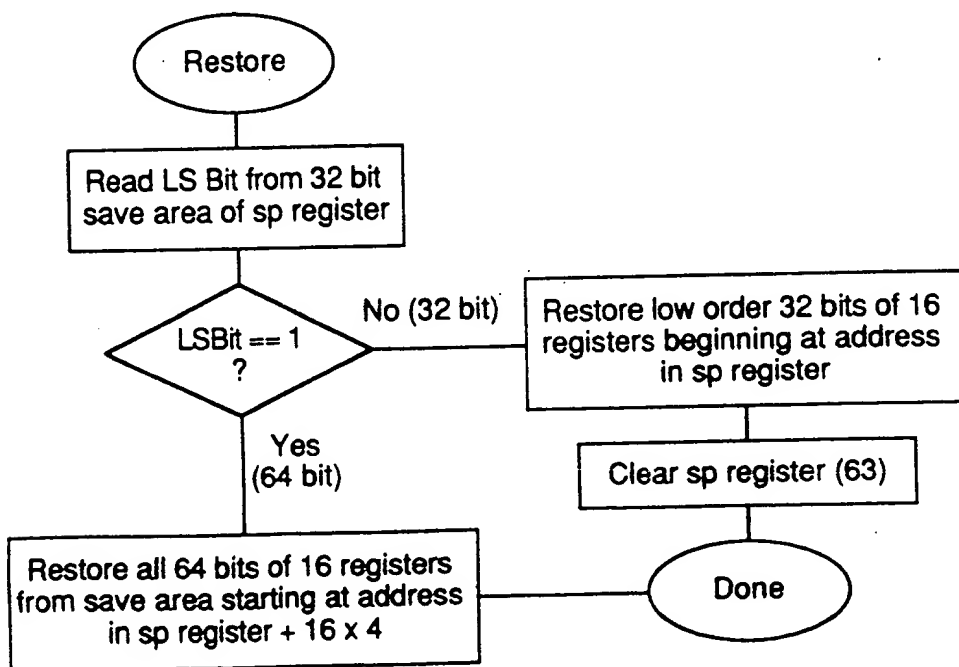 Restore
Read LS Bit from 32 bit
save area of sp register
LSBit == 1
?
No (32 bit)
Restore low order 32 bits of 16
registers beginning at address
in sp register
Clear sp register (63)
Yes
(64 bit)
Restore all 64 bits of 16 registers
from save area starting at address
in sp register + 16 x 4
Done